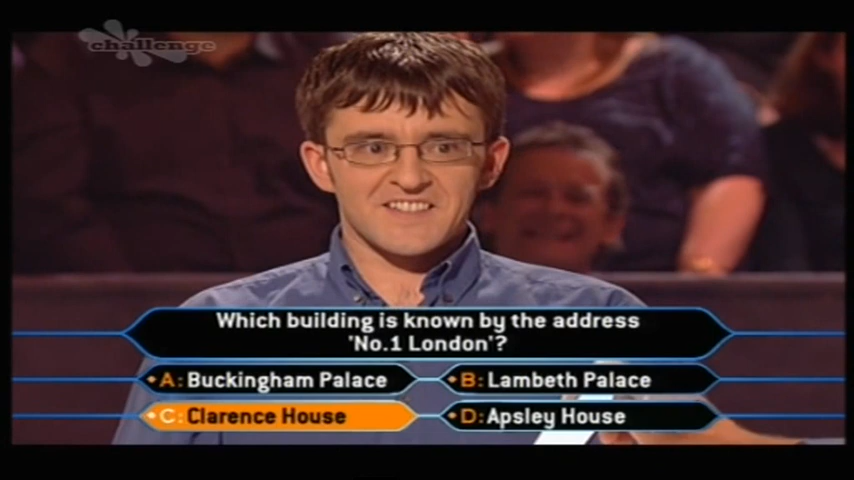 challenge
Which building is known by the address
'No.1 London'?
A: Buckingham Palace
B: Lambeth Palace
C: Clarence House
D: Apsley House